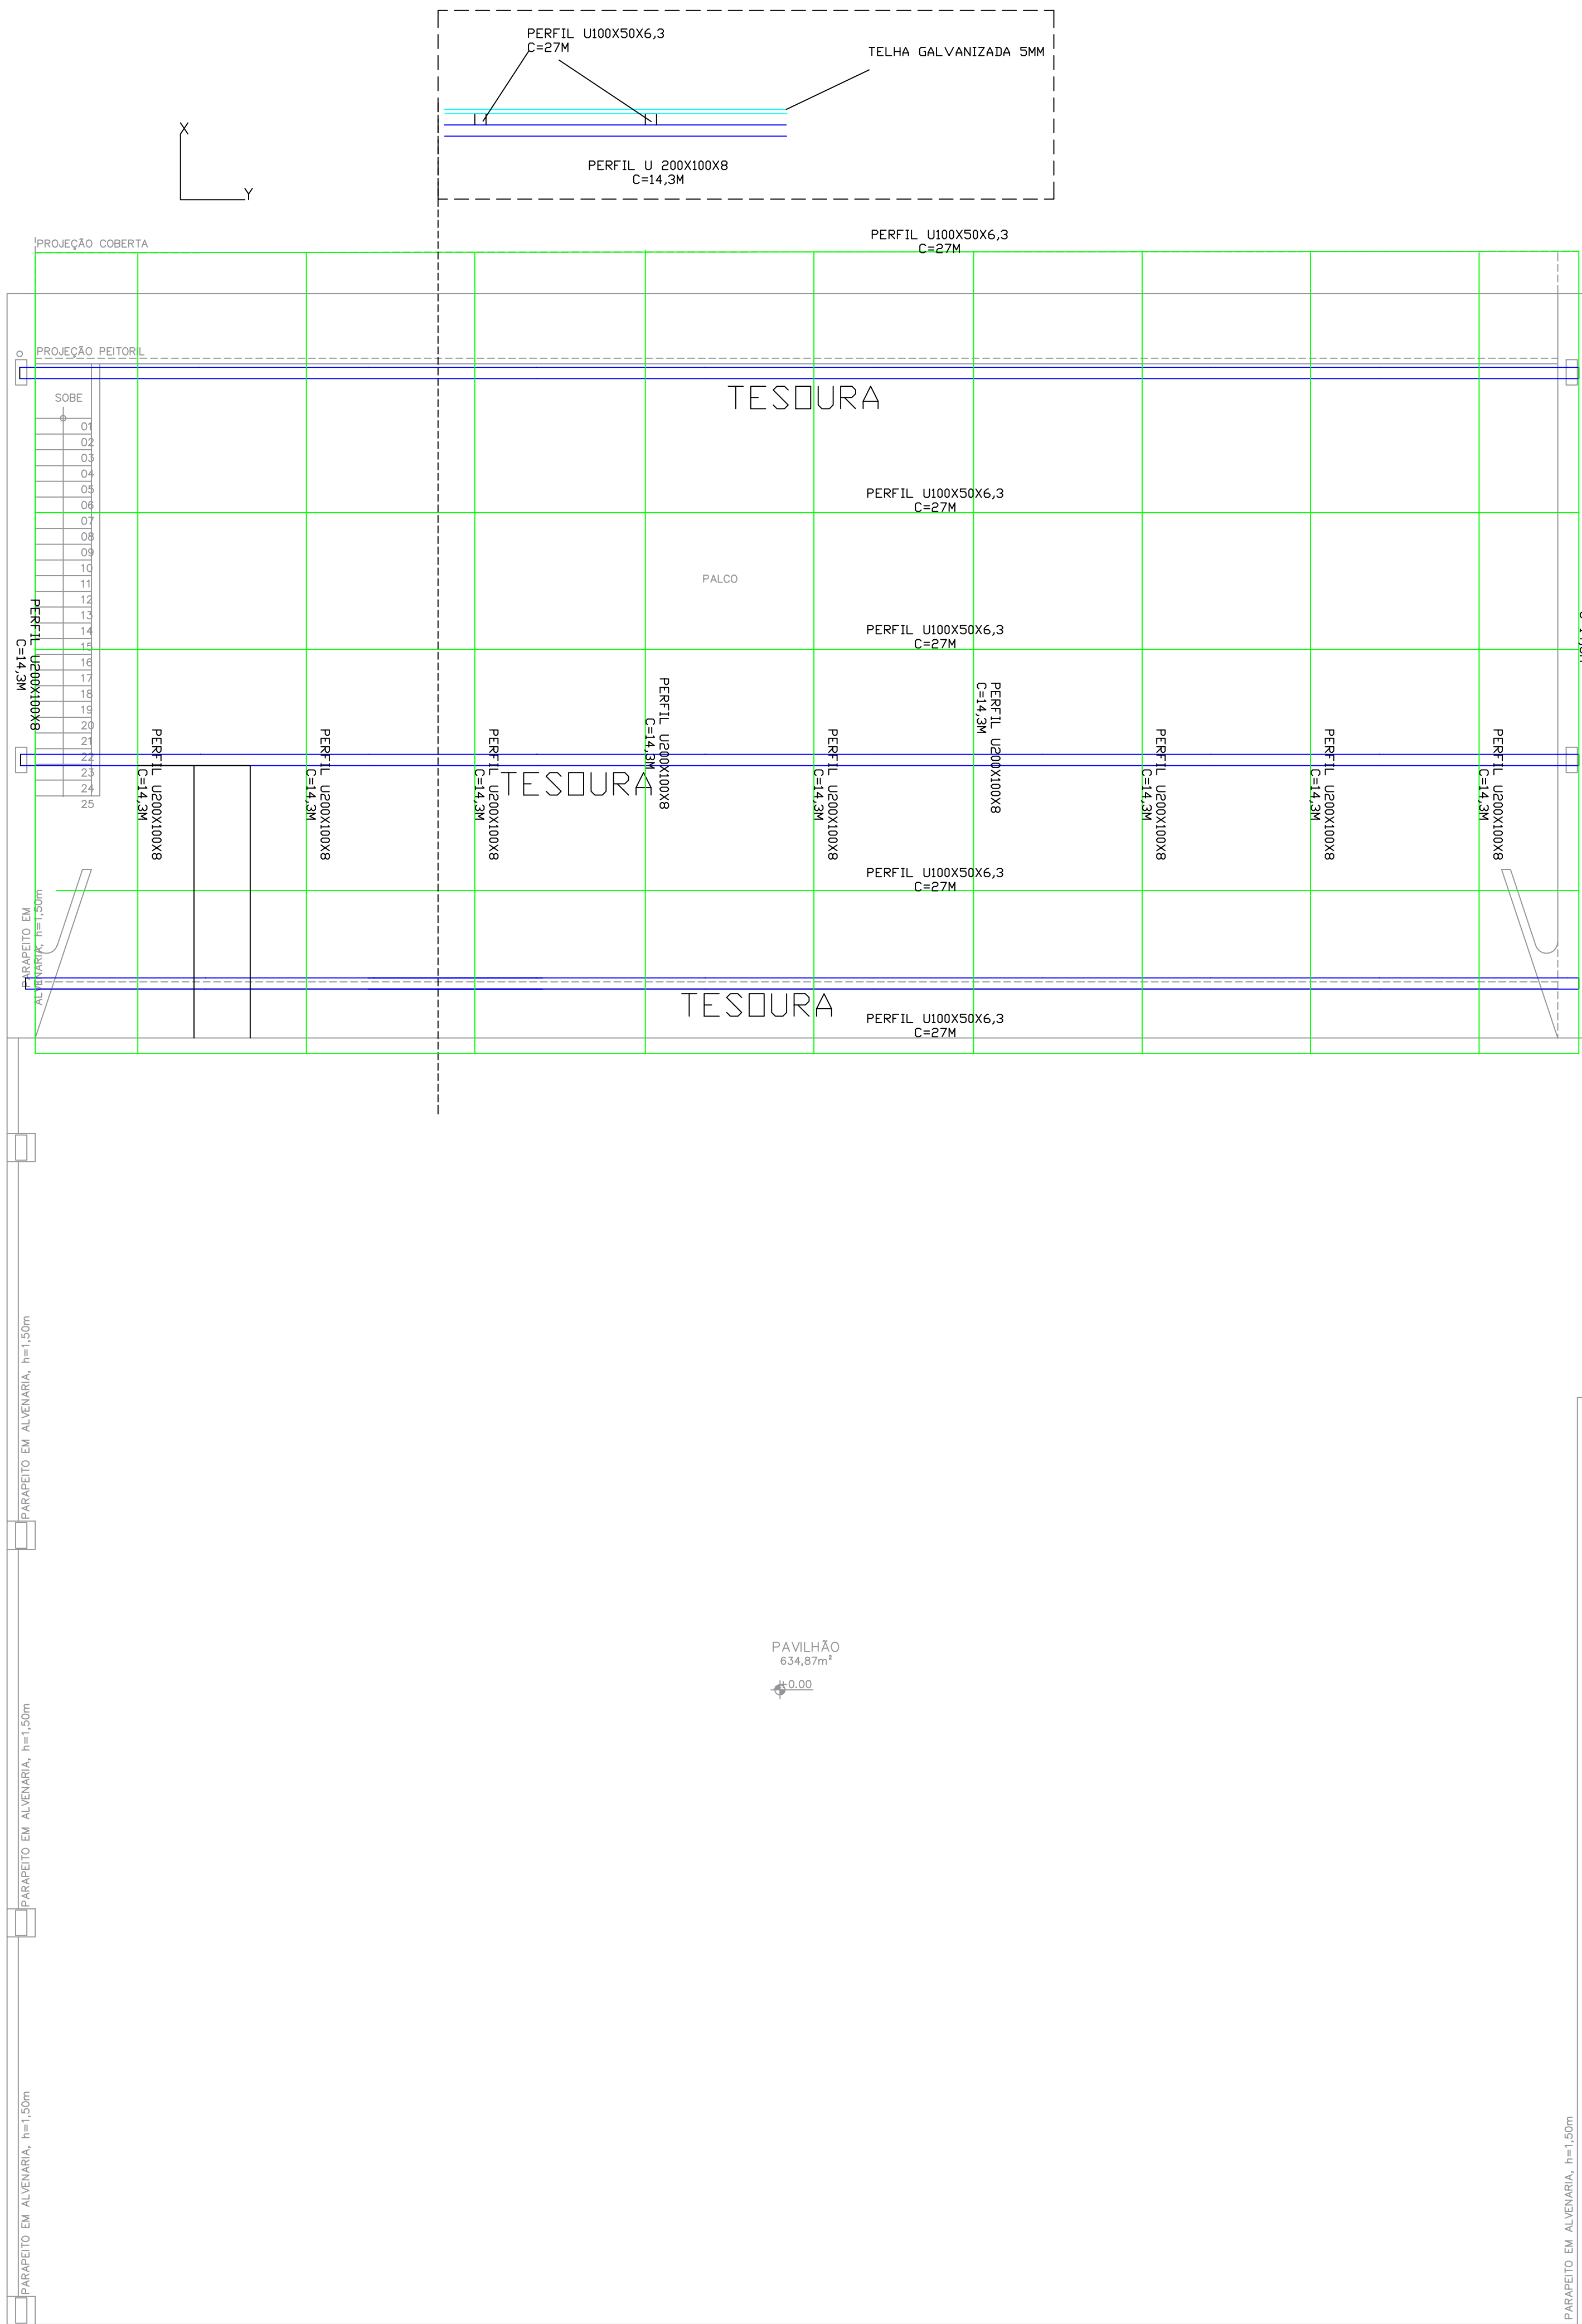 PERFIL U100X50X6,3
C=27M
TELHA GALVANIZADA 5MM
X
Y
PERFIL U 200X100X8
C=14,3M
PROJEÇÃO COBERTA
PERFIL U100X50X6,3
C=27M
PROJEÇÃO PEITORIL
TESOURA
SOBE
01
02
03
04
05
06
07
08
09
10
11
12
13
14
15
16
17
18
19
20
21
22
23
24
25
PERFIL U100X50X6,3
C=27M
PALCO
PERFIL U100X50X6,3
C=27M
PERFIL U200X100X8
C=14,3M
PERFIL U200X100X8
C=14,3M
PERFIL U200X100X8
C=14,3M
PERFIL U200X100X8
C=14,3M
PERFIL U200X100X8
C=14,3M
PERFIL U200X100X8
C=14,3M
PERFIL U200X100X8
C=14,3M
PERFIL U200X100X8
C=14,3M
PERFIL U200X100X8
C=14,3M
PERFIL U200X100X8
C=14,3M
TESOURA
PERFIL U100X50X6,3
C=27M
PARAPEITO EM
ALVENARIA, h=1,50m
TESOURA
PERFIL U100X50X6,3
C=27M
PARAPEITO EM ALVENARIA, h=1,50m
PAVILHÃO
634,87m²
+0.00
PARAPEITO EM ALVENARIA, h=1,50m
PARAPEITO EM ALVENARIA, h=1,50m
PARAPEITO EM ALVENARIA, h=1,50m